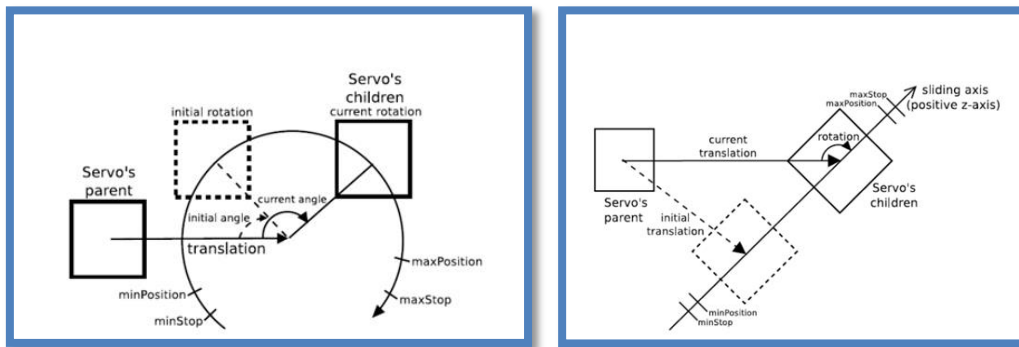 Servo's
children
initial rotation
current rotation
Servo's
parent
current angle
initial angle
translation
maxPosition
minPosition
maxStop
minStop
maxStop
maxPosition
sliding axis
(positive z-axis)
current
translation
rotation
Servo's
parent
Servo's
children
initial
translation
minPosition
minStop